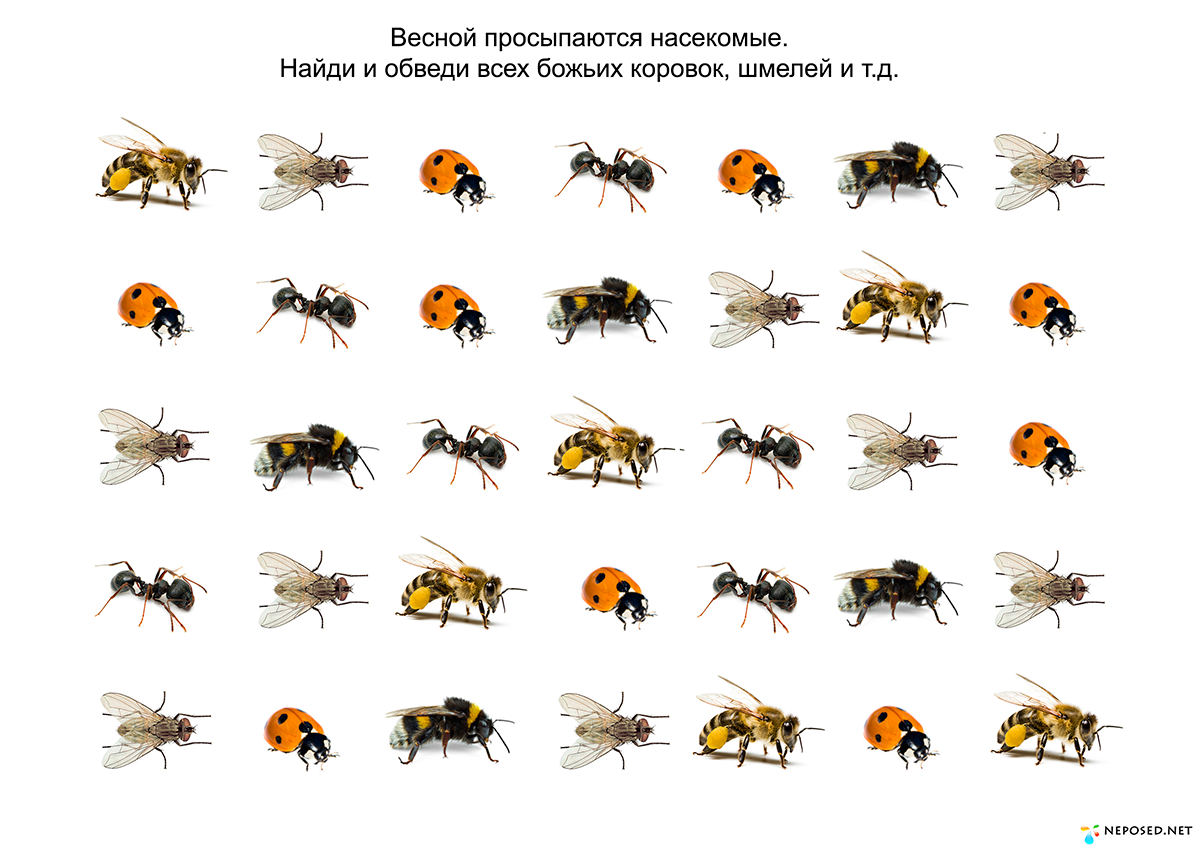 Весной просыпаются насекомые.
Найди и обведи всех божьих коровок, шмелей и т.д.
NEPOSED.NET